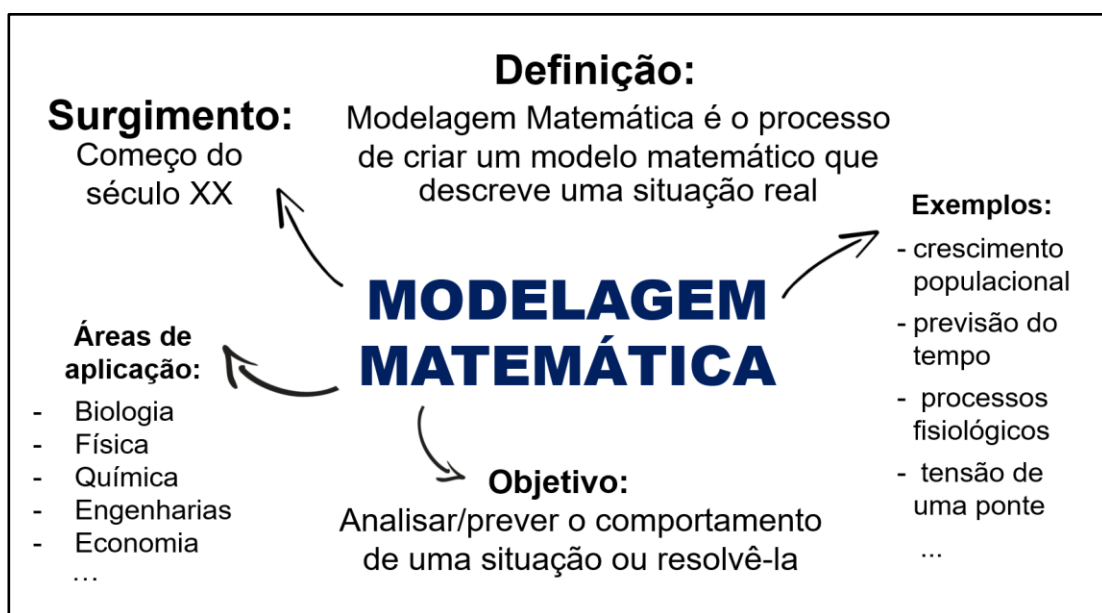 Definição:
Modelagem Matemática é o processo
de criar um modelo matemático que
descreve uma situação real
Surgimento:
Começo do
século XX
MODELAGEM
MATEMÁTICA
Exemplos:
- crescimento
populacional
- previsão do
tempo
- processos
fisiológicos
- tensão de
uma ponte
...
Áreas de
aplicação:
- Biologia
- Física
- Química
- Engenharias
- Economia
...
Objetivo:
Analisar/prever o comportamento
de uma situação ou resolvê-la